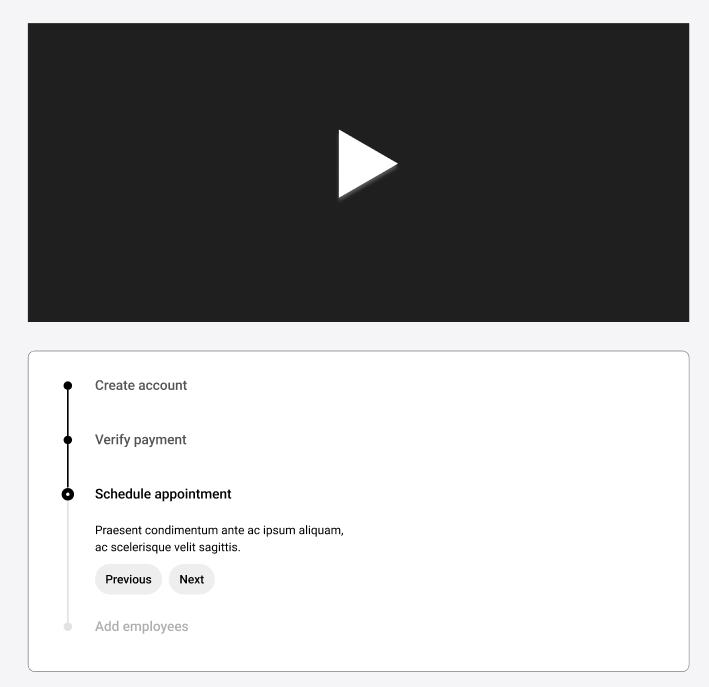 Create account
Verify payment
Schedule appointment
Praesent condimentum ante ac ipsum aliquam,
ac scelerisque velit sagittis.
Previous Next
Add employees